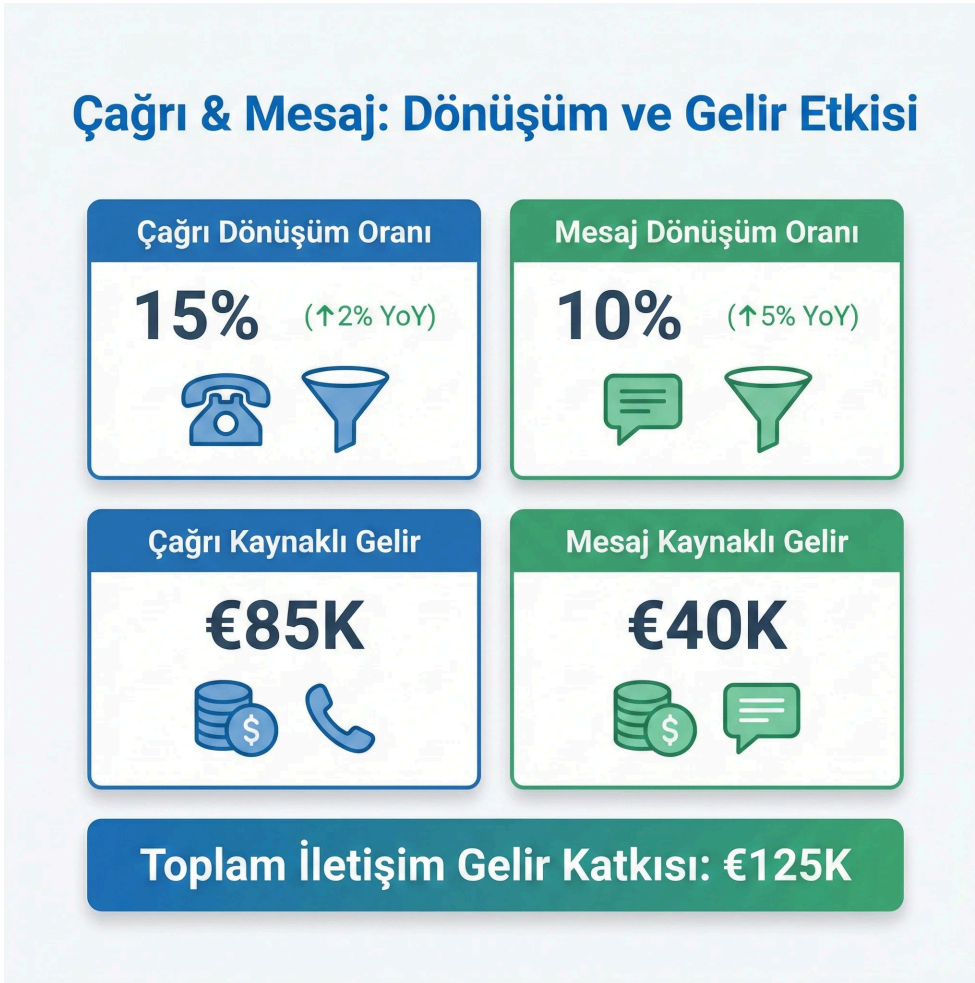 Çağrı & Mesaj: Dönüşüm ve Gelir Etkisi
Çağrı Dönüşüm Oranı
15% (↑2% YoY)
Mesaj Dönüşüm Oranı
10% (↑5% YoY)
Çağrı Kaynaklı Gelir
€85K
$
Mesaj Kaynaklı Gelir
€40K
$
Toplam İletişim Gelir Katkısı: €125K